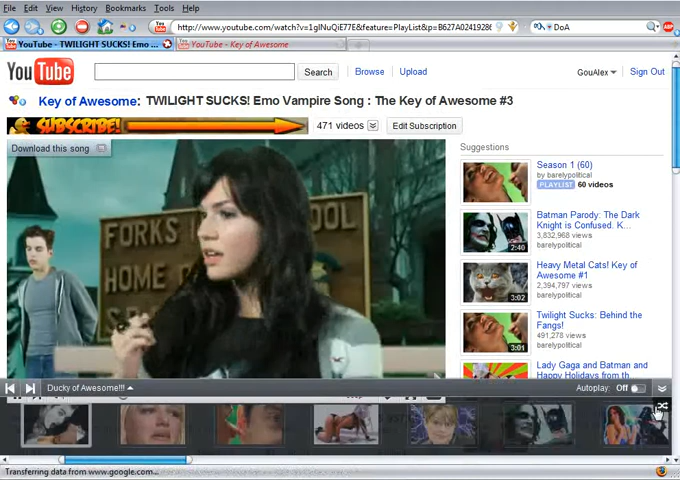 File Edit View History Bookmarks Tools Help
http://www.youtube.com/watch?v=1glNuQiE77E&feature=PlayList&p=B627A0241928
DoA
YouTube - TWILIGHT SUCKS! Emo ...
YouTube - Key of Awesome
YouTube
Search
Browse
Upload
GouAlex
Sign Out
Key of Awesome: TWILIGHT SUCKS! Emo Vampire Song : The Key of Awesome #3
SUBSCRIBE!
471 videos
Edit Subscription
Download this song
FORKS
OOL
HOME
Suggestions
Season 1 (60)
by barelypolitical
PLAYLIST 60 videos
Batman Parody: The Dark
Knight is Confused. K...
3,832,968 views
barelypolitical
2:40
Heavy Metal Cats! Key of
Awesome #1
2,394,797 views
barelypolitical
3:02
Twilight Sucks: Behind the
Fangs!
491,278 views
barelypolitical
3:01
Lady Gaga and Batman and
Happy Holidays from th...
Ducky of Awesome!!!
Autoplay: Off
Transferring data from www.google.com...